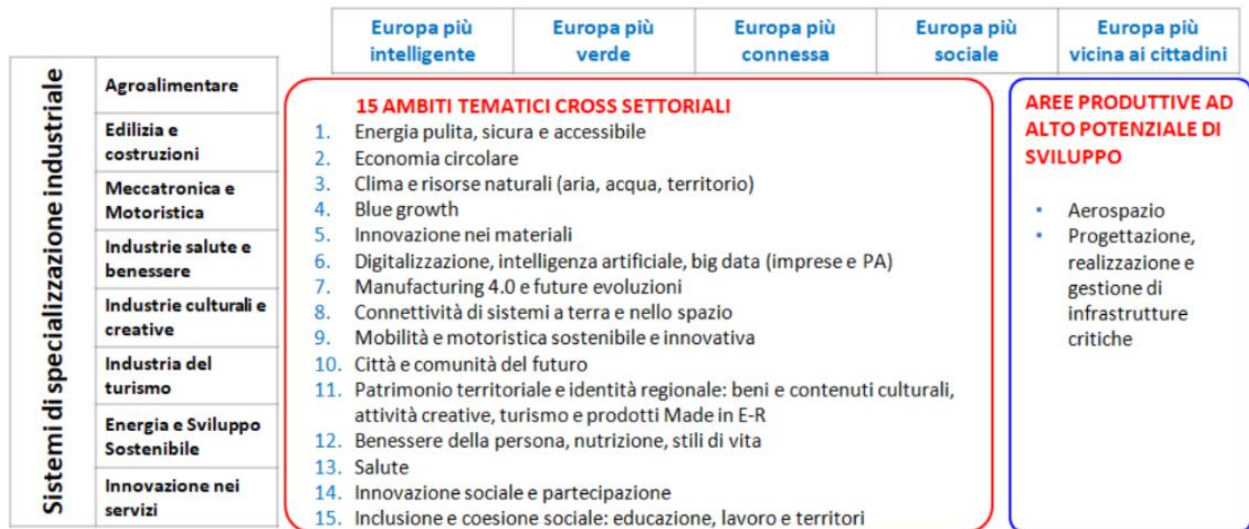 Europa più
intelligente
Europa più
verde
Europa più
connessa
Europa più
sociale
Europa più
vicina ai cittadini
Sistemi di specializzazione industriale
Agroalimentare
Edilizia e
costruzioni
Meccatronica e
Motoristica
Industrie salute e
benessere
Industrie culturali e
creative
Industria del
turismo
Energia e Sviluppo
Sostenibile
Innovazione nei
servizi
15 AMBITI TEMATICI CROSS SETTORIALI
1. Energia pulita, sicura e accessibile
2. Economia circolare
3. Clima e risorse naturali (aria, acqua, territorio)
4. Blue growth
5. Innovazione nei materiali
6. Digitalizzazione, intelligenza artificiale, big data (imprese e PA)
7. Manufacturing 4.0 e future evoluzioni
8. Connettività di sistemi a terra e nello spazio
9. Mobilità e motoristica sostenibile e innovativa
10. Città e comunità del futuro
11. Patrimonio territoriale e identità regionale: beni e contenuti culturali,
attività creative, turismo e prodotti Made in E-R
12. Benessere della persona, nutrizione, stili di vita
13. Salute
14. Innovazione sociale e partecipazione
15. Inclusione e coesione sociale: educazione, lavoro e territori
AREE PRODUTTIVE AD
ALTO POTENZIALE DI
SVILUPPO
• Aerospazio
• Progettazione,
realizzazione e
gestione di
infrastrutture
critiche